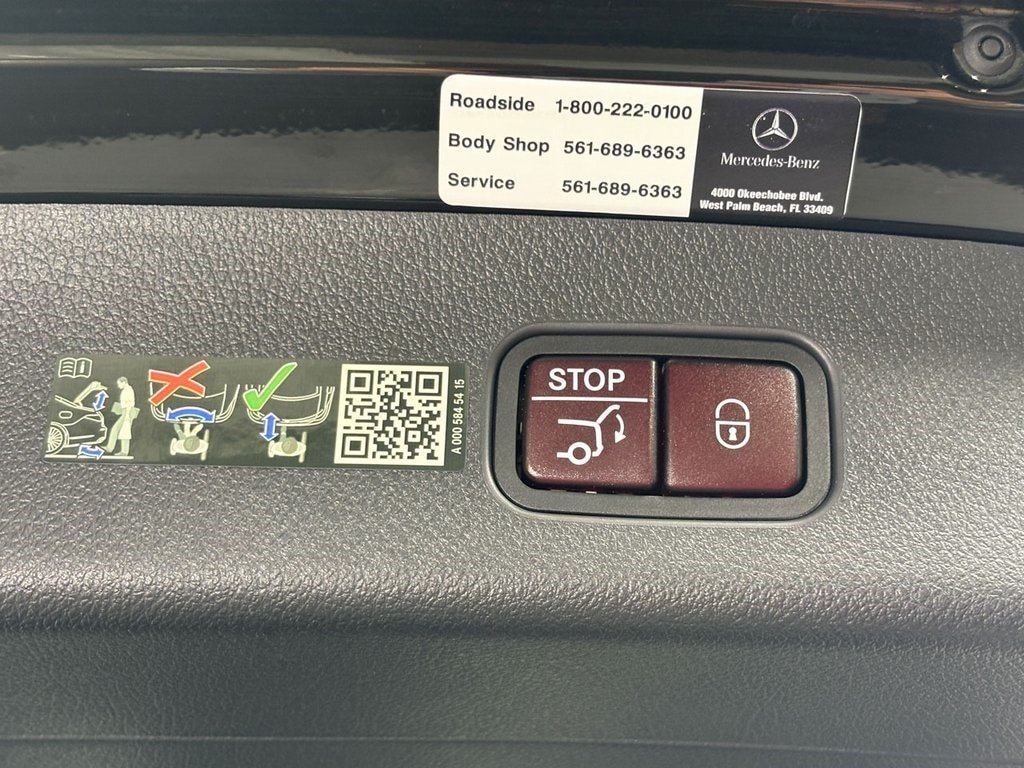 Roadside 1-800-222-0100
Body Shop 561-689-6363
Service 561-689-6363
Mercedes-Benz
4000 Okeechobee Blvd.
West Palm Beach, FL 33409
STOP
A 000 584 54 15